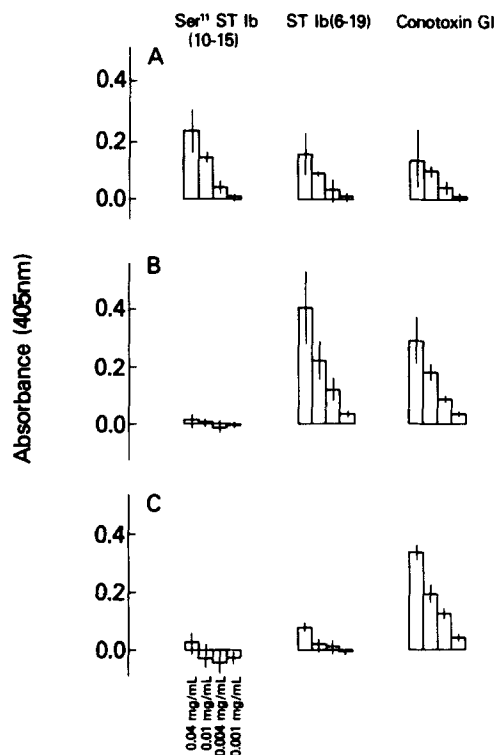 Ser¹¹ ST Ib
(10-15)
ST Ib(6-19)
Conotoxin GI
A
0.4
0.2
0.0
B
0.4
0.2
0.0
C
0.4
0.2
0.0
Absorbance (405nm)
0.04 mg/mL
0.01 mg/mL
0.004 mg/mL
0.001 mg/mL